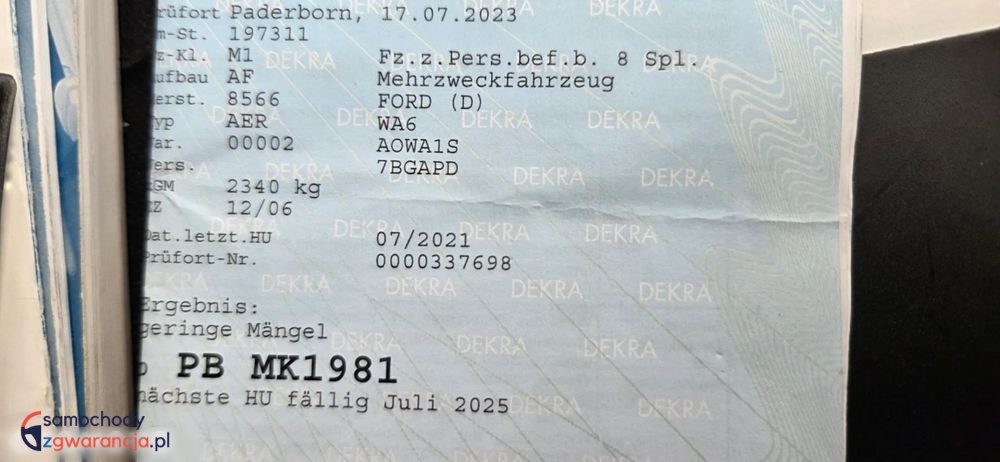 rüfort Paderborn, 17.07.2023
m-St. 197311
z-Kl. M1 Fz.z.Pers.bef.b. 8 Spl.
ufbau AF Mehrzweckfahrzeug
erst. 8566 FORD (D)
yp AER WA6
ar. 00002 AOWA1S
ers. 7BGAPD
GM 2340 kg
Z 12/06
Dat.letzt.HU 07/2021
Prüfort-Nr. 0000337698
Ergebnis:
geringe Mängel
PB MK1981
nächste HU fällig Juli 2025
DEKRA
samochody
zgwarancja.pl